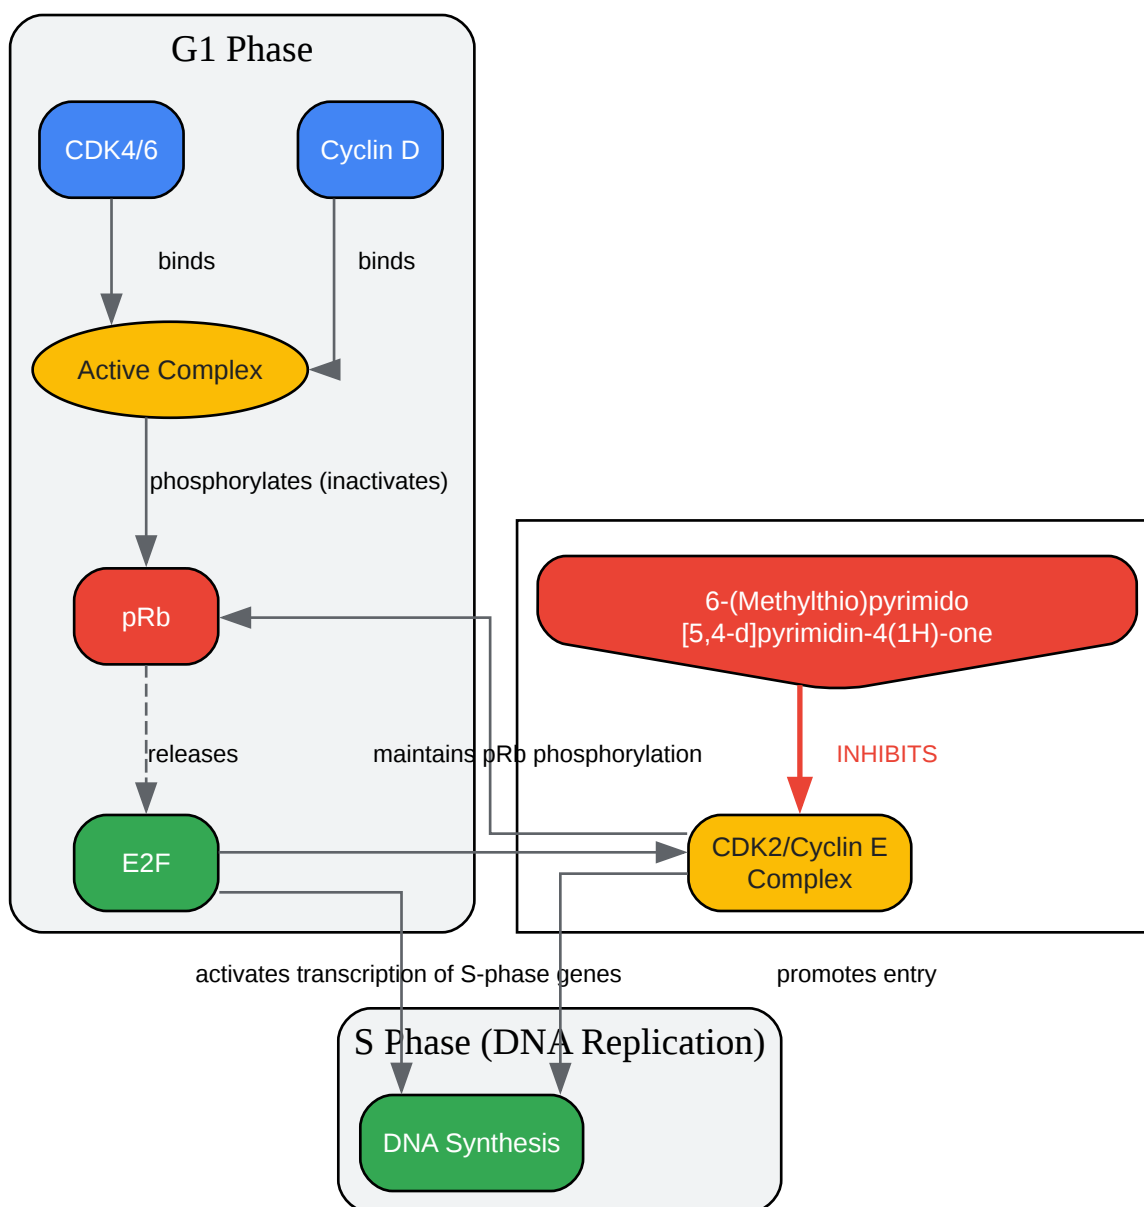 G1 Phase
CDK4/6
Cyclin D
binds
binds
Active Complex
phosphorylates (inactivates)
pRb
6-(Methylthio)pyrimido
[5,4-d]pyrimidin-4(1H)-one
releases
maintains pRb phosphorylation
INHIBITS
E2F
CDK2/Cyclin E
Complex
activates transcription of S-phase genes
promotes entry
S Phase (DNA Replication)
DNA Synthesis